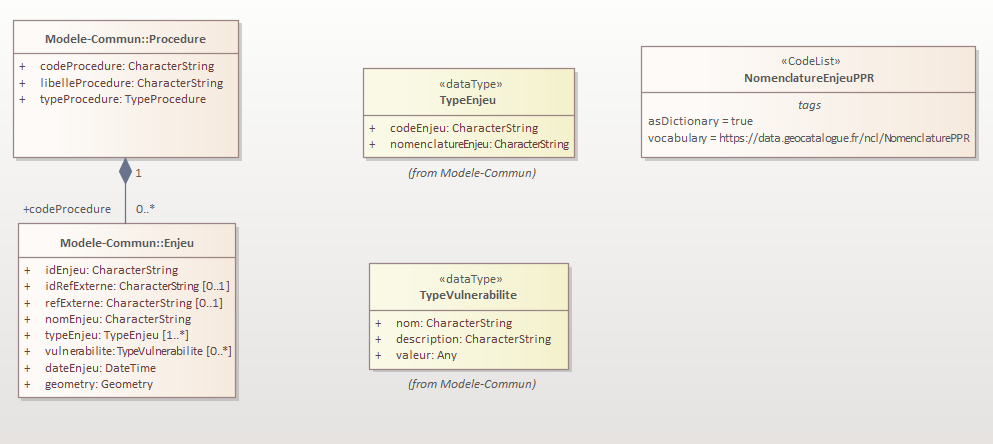 Modele-Commun::Procedure
+ codeProcedure: CharacterString
+ libelleProcedure: CharacterString
+ typeProcedure: TypeProcedure
1
+codeProcedure 0..*
Modele-Commun::Enjeu
+ idEnjeu: CharacterString
+ idRefExterne: CharacterString [0..1]
+ refExterne: CharacterString [0..1]
+ nomEnjeu: CharacterString
+ typeEnjeu: TypeEnjeu [1..*]
+ vulnerabilite: TypeVulnerabilite [0..*]
+ dateEnjeu: DateTime
+ geometry: Geometry
«dataType»
TypeEnjeu
+ codeEnjeu: CharacterString
+ nomenclatureEnjeu: CharacterString
(from Modele-Commun)
«dataType»
TypeVulnerabilite
+ nom: CharacterString
+ description: CharacterString
+ valeur: Any
(from Modele-Commun)
«CodeList»
NomenclatureEnjeuPPR
tags
asDictionary = true
vocabulary = https://data.geocatalogue.fr/ncl/NomenclaturePPR